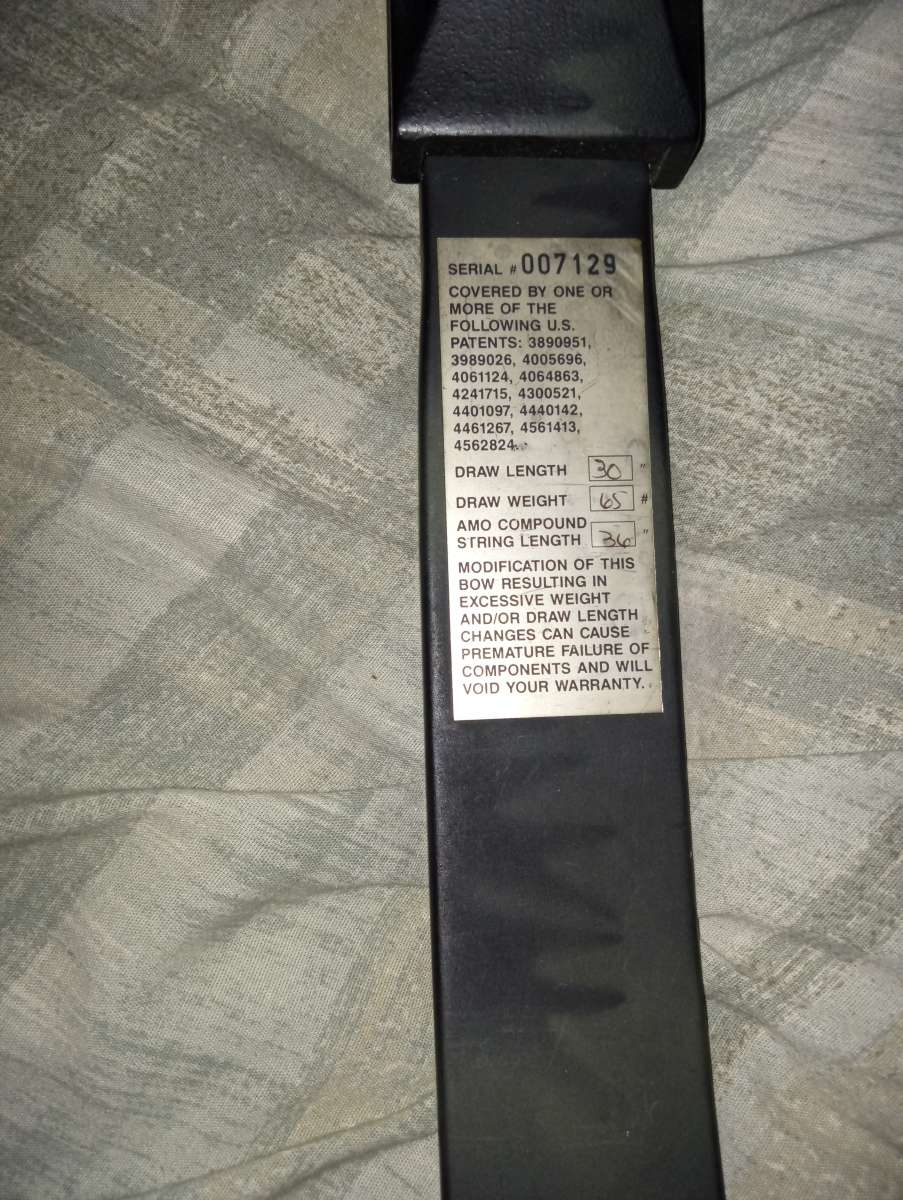 SERIAL # 007129
COVERED BY ONE OR
MORE OF THE
FOLLOWING U.S.
PATENTS: 3890951,
3989026, 4005696,
4061124, 4064863,
4241715, 4300521,
4401097, 4440142,
4461267, 4561413,
4562824.
DRAW LENGTH 30 "
DRAW WEIGHT 65 #
AMO COMPOUND
STRING LENGTH 36 "
MODIFICATION OF THIS
BOW RESULTING IN
EXCESSIVE WEIGHT
AND/OR DRAW LENGTH
CHANGES CAN CAUSE
PREMATURE FAILURE OF
COMPONENTS AND WILL
VOID YOUR WARRANTY.